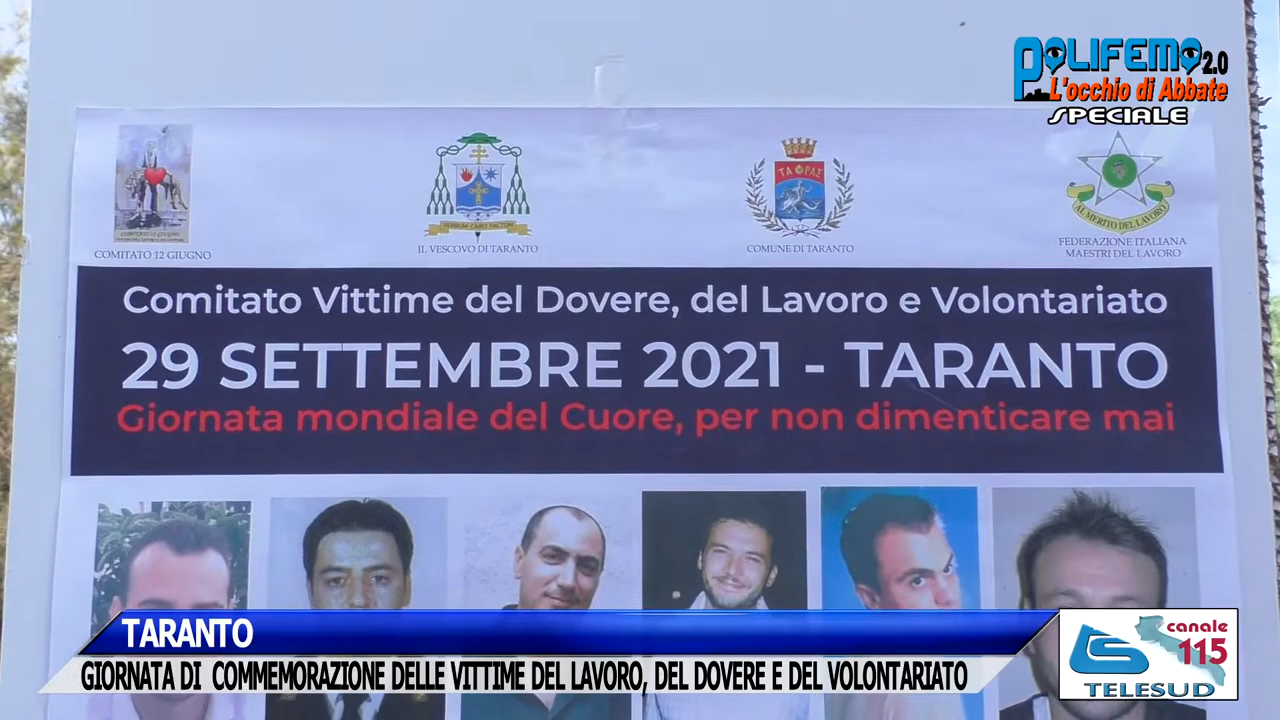 POLIFEMO 2.0
L'occhio di Abbate
SPECIALE
COMITATO 12 GIUGNO
VERBUM CARO FACTUM
IL VESCOVO DI TARANTO
ΤΑΡΑΣ
COMUNE DI TARANTO
AL MERITO DEL LAVORO
FEDERAZIONE ITALIANA
MAESTRI DEL LAVORO
Comitato Vittime del Dovere, del Lavoro e Volontariato
29 SETTEMBRE 2021 - TARANTO
Giornata mondiale del Cuore, per non dimenticare mai
TARANTO
GIORNATA DI COMMEMORAZIONE DELLE VITTIME DEL LAVORO, DEL DOVERE E DEL VOLONTARIATO
canale
115
TELESUD